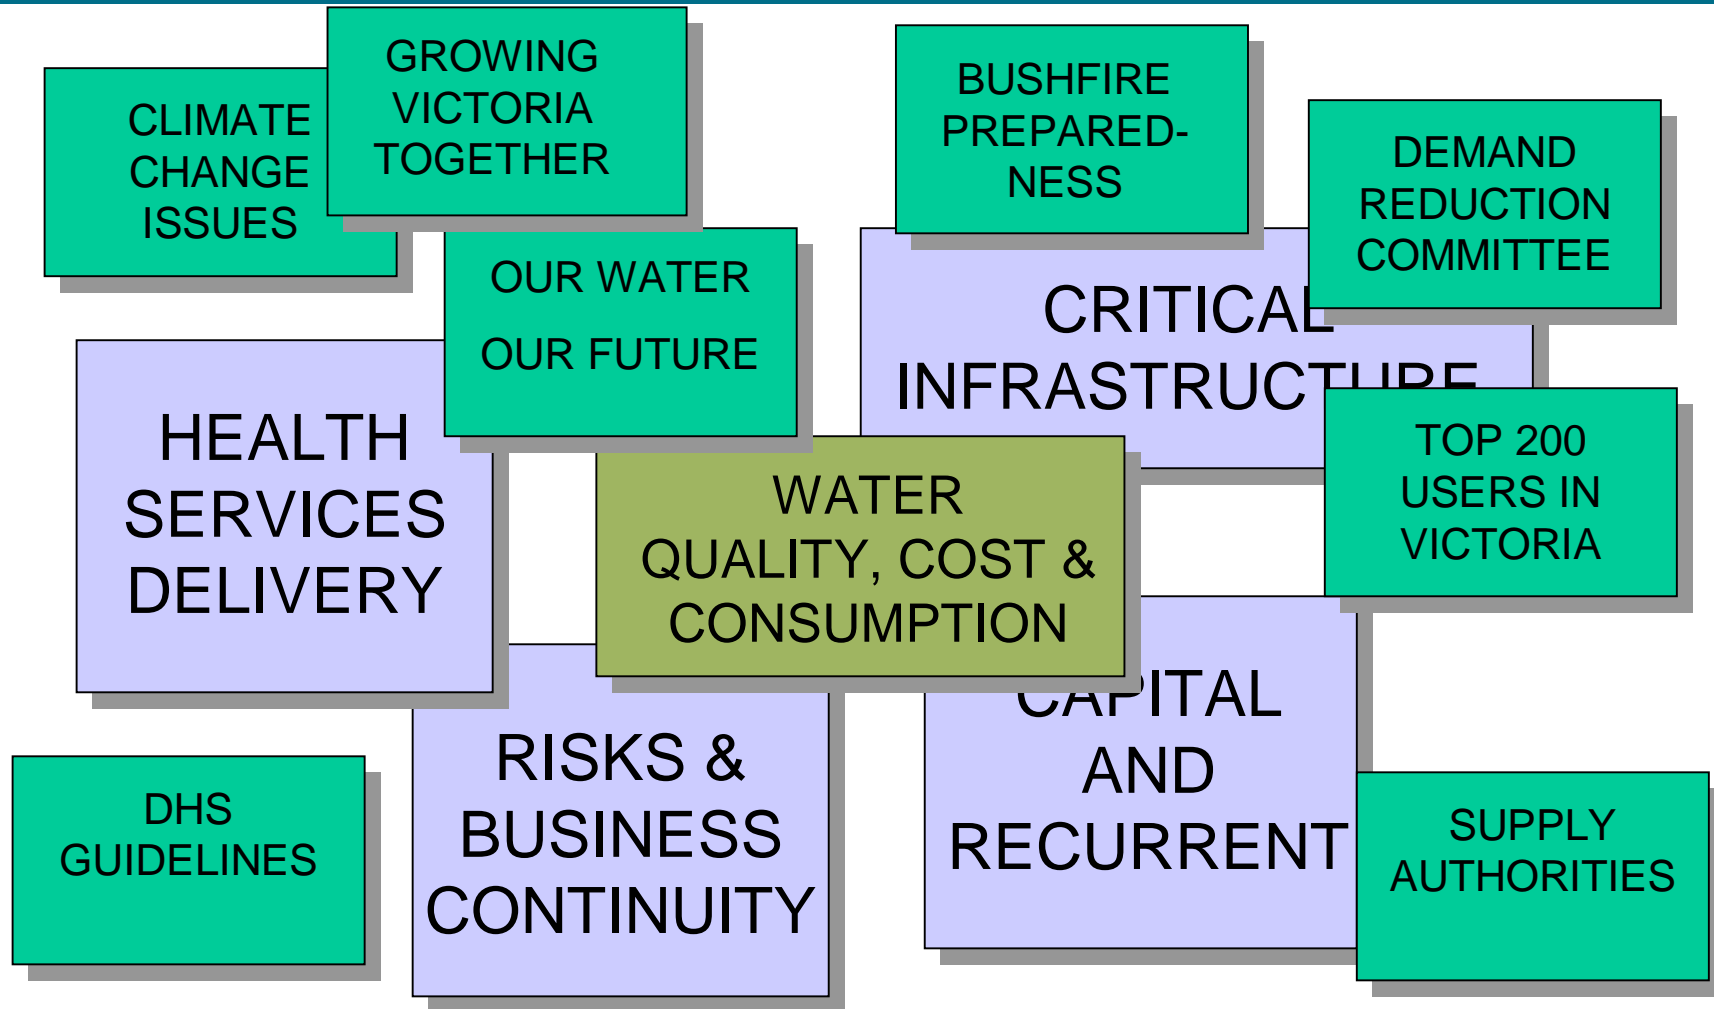 CLIMATE
CHANGE
ISSUES
GROWING
VICTORIA
TOGETHER
OUR WATER
OUR FUTURE
BUSHFIRE
PREPARED-
NESS
DEMAND
REDUCTION
COMMITTEE
CRITICAL
INFRASTRUCTURE
HEALTH
SERVICES
DELIVERY
WATER
QUALITY, COST &
CONSUMPTION
TOP 200
USERS IN
VICTORIA
RISKS &
BUSINESS
CONTINUITY
CAPITAL
AND
RECURRENT
DHS
GUIDELINES
SUPPLY
AUTHORITIES